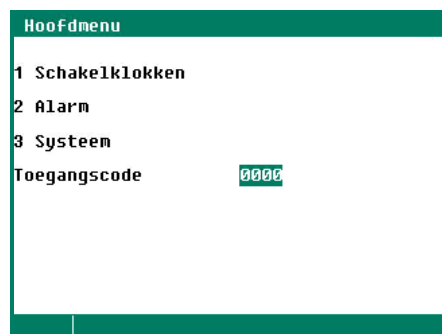 Hoofdmenu
1 Schakelklokken
2 Alarm
3 Systeem
Toegangscode 0000